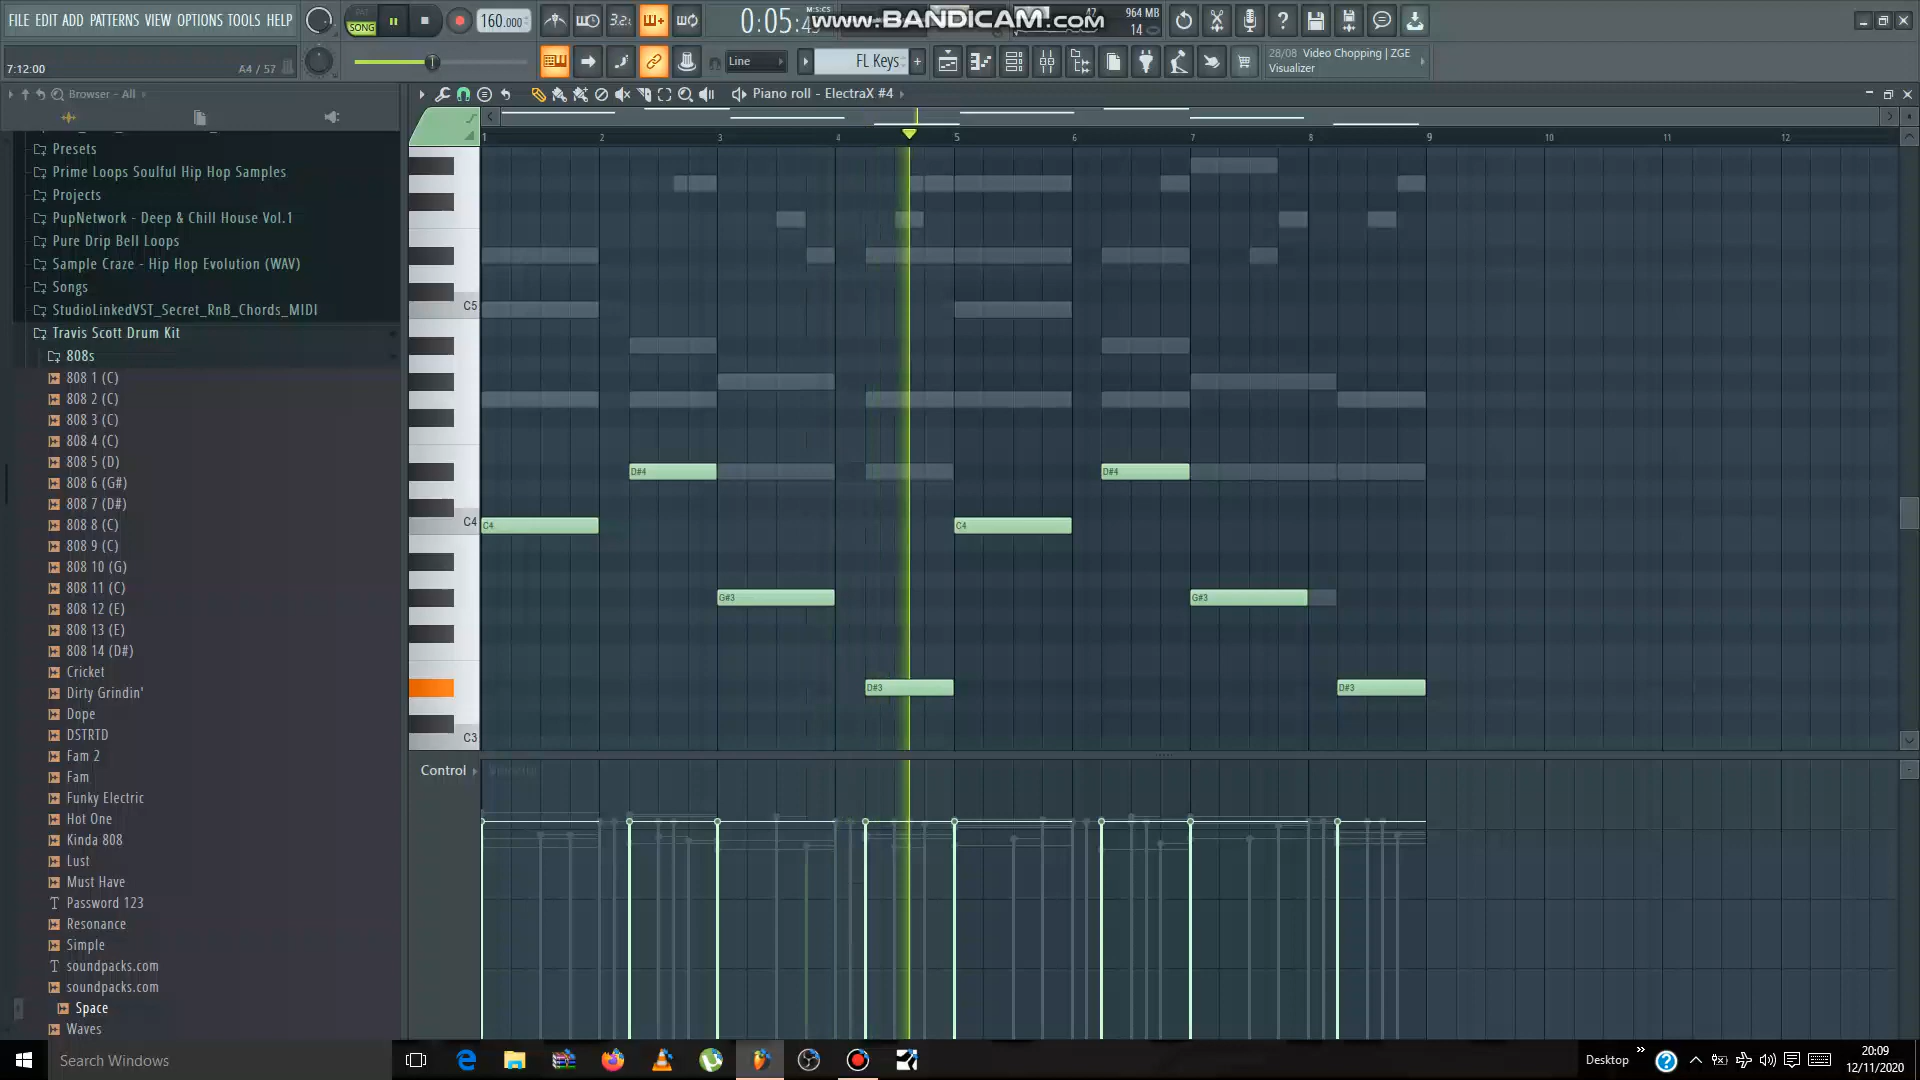 FILE EDIT ADD PATTERNS VIEW OPTIONS TOOLS HELP
PAT
SONG
160.000
3.2
0:05:4
M:S:CS
www.BANDICAM.com
47
964 MB
14
7:12:00
A4 / 57
Line
FL Keys
28/08 Video Chopping | ZGE
Visualizer
Browser - All
Piano roll - ElectraX #4
1 2 3 4 5 6 7 8 9 10 11 12
Presets
Prime Loops Soulful Hip Hop Samples
Projects
PupNetwork - Deep & Chill House Vol.1
Pure Drip Bell Loops
Sample Craze - Hip Hop Evolution (WAV)
Songs
StudioLinkedVST_Secret_RnB_Chords_MIDI
Travis Scott Drum Kit
808s
808 1 (C)
808 2 (C)
808 3 (C)
808 4 (C)
808 5 (D)
808 6 (G#)
808 7 (D#)
808 8 (C)
808 9 (C)
808 10 (G)
808 11 (C)
808 12 (E)
808 13 (E)
808 14 (D#)
Cricket
Dirty Grindin'
Dope
DSTRTD
Fam 2
Fam
Funky Electric
Hot One
Kinda 808
Lust
Must Have
Password 123
Resonance
Simple
soundpacks.com
soundpacks.com
Space
Waves
C5
D#4 D#4
C4 C4 C4
G#3 G#3
D#3 D#3
C3
Control
Velocity
Search Windows
Desktop
20:09
12/11/2020